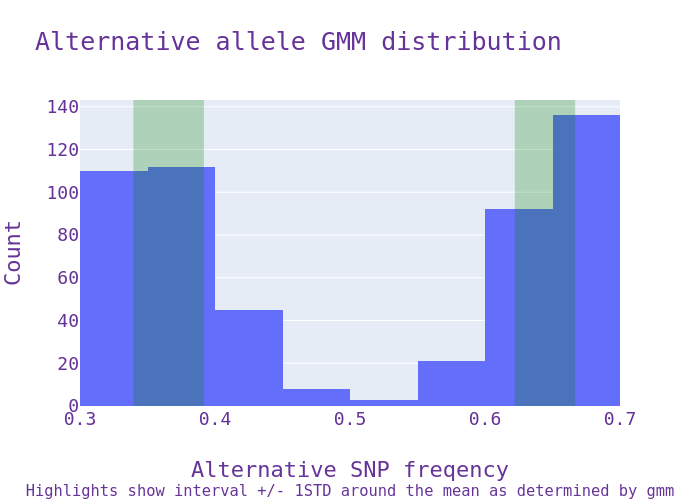 Alternative allele GMM distribution
140
120
100
80
60
40
20
0
Count
0.3 0.4 0.5 0.6 0.7
Alternative SNP freqency
Highlights show interval +/- 1STD around the mean as determined by gmm